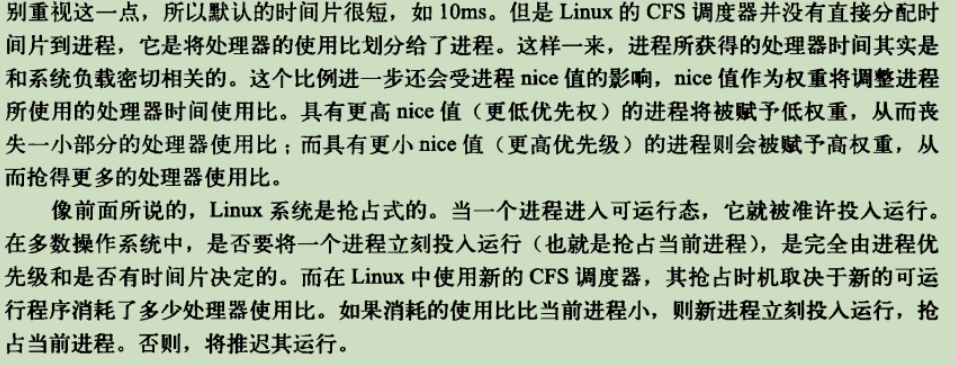 别重视这一点，所以默认的时间片很短，如 10ms。但是 Linux 的 CFS 调度器并没有直接分配时
间片到进程，它是将处理器的使用比划分给了进程。这样一来，进程所获得的处理器时间其实是
和系统负载密切相关的。这个比例进一步还会受进程 nice 值的影响，nice 值作为权重将调整进程
所使用的处理器时间使用比。具有更高 nice 值（更低优先权）的进程将被赋予低权重，从而丧
失一小部分的处理器使用比；而具有更小 nice 值（更高优先级）的进程则会被赋予高权重，从
而抢得更多的处理器使用比。
像前面所说的，Linux 系统是抢占式的。当一个进程进入可运行态，它就被准许投入运行。
在多数操作系统中，是否要将一个进程立刻投入运行（也就是抢占当前进程），是完全由进程优
先级和是否有时间片决定的。而在 Linux 中使用新的 CFS 调度器，其抢占时机取决于新的可运
行程序消耗了多少处理器使用比。如果消耗的使用比比当前进程小，则新进程立刻投入运行，抢
占当前进程。否则，将推迟其运行。